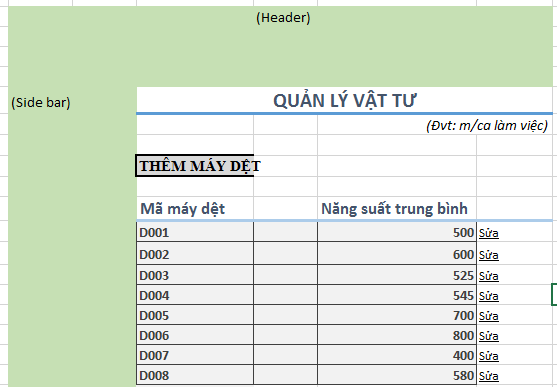 (Header)
(Side bar)
QUẢN LÝ VẬT TƯ
(Đvt: m/ca làm việc)
THÊM MÁY DỆT
Mã máy dệt Năng suất trung bình
D001 500 Sửa
D002 600 Sửa
D003 525 Sửa
D004 545 Sửa
D005 700 Sửa
D006 800 Sửa
D007 400 Sửa
D008 580 Sửa